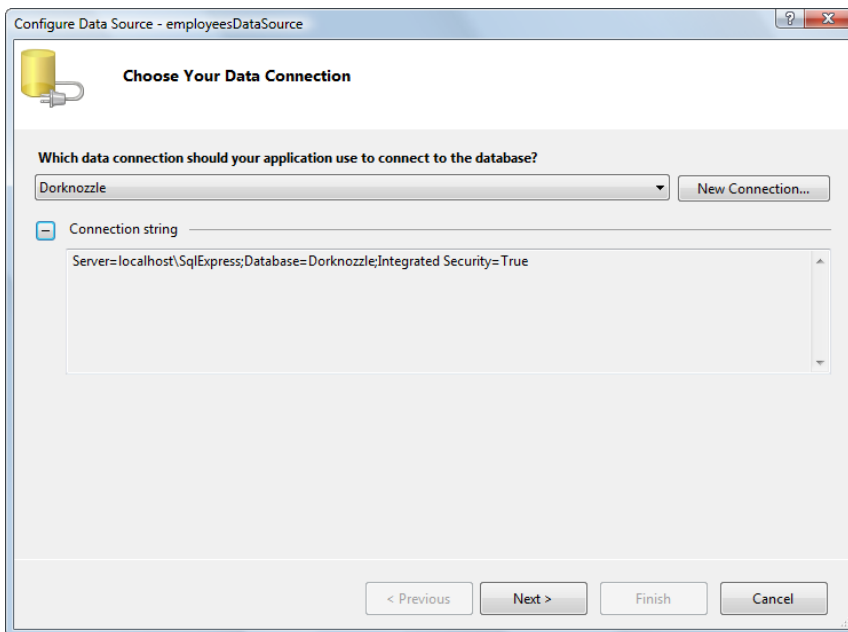 Configure Data Source - employeesDataSource
Choose Your Data Connection
Which data connection should your application use to connect to the database?
Dorknozzle
New Connection...
Connection string
Server=localhost\SqlExpress;Database=Dorknozzle;Integrated Security=True
< Previous
Next >
Finish
Cancel